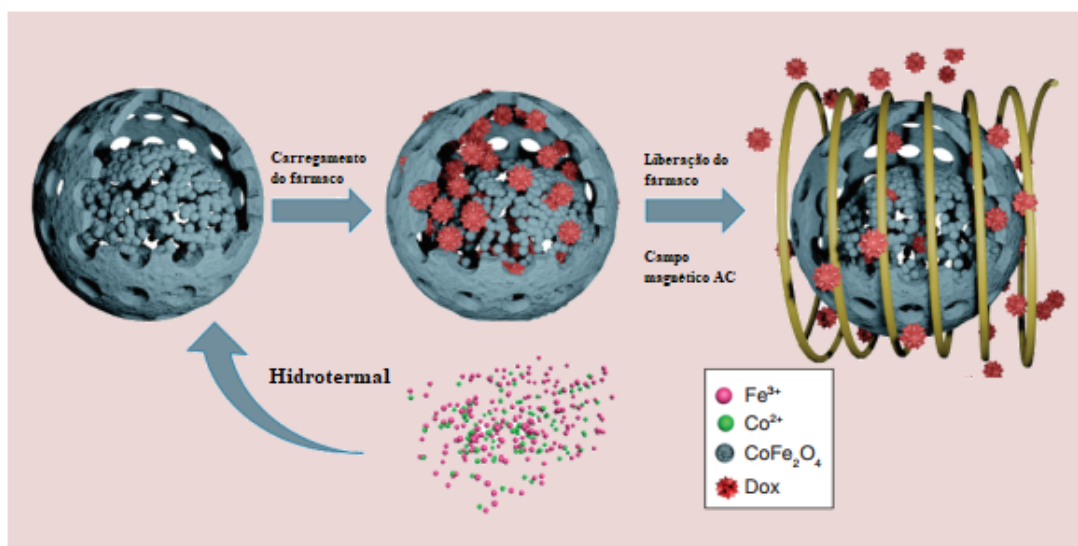 Carregamento
do fármaco
Liberação do
fármaco
Campo
magnético AC
Hidrotermal
Fe³⁺
Co²⁺
CoFe₂O₄
Dox